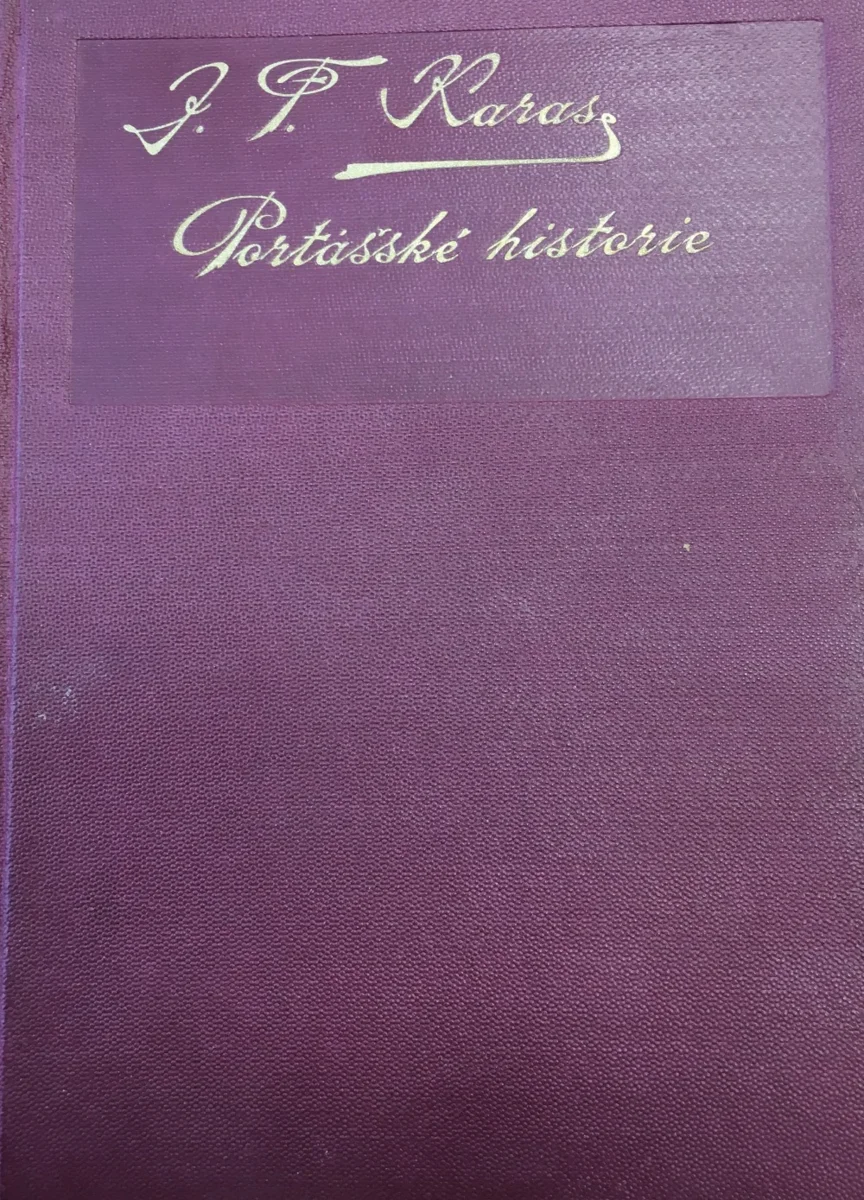 J. F. Karas
Portášské historie